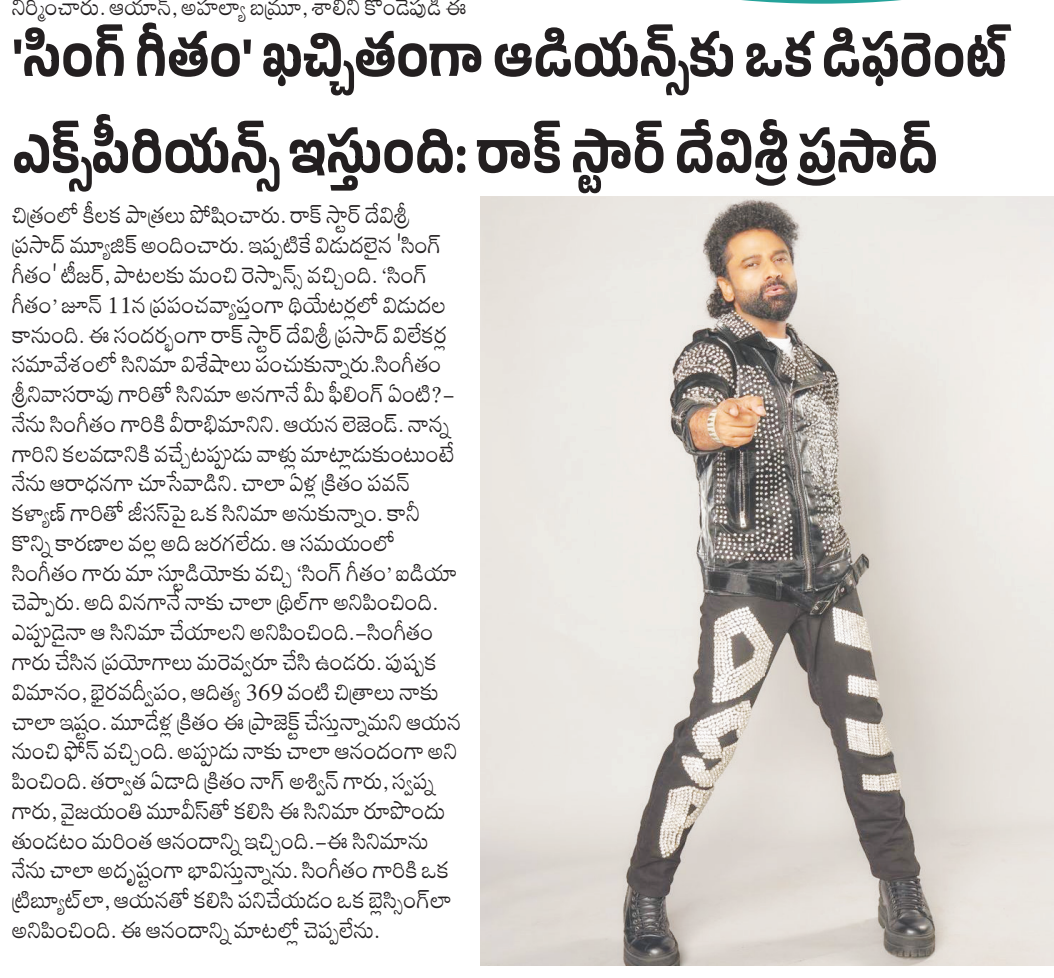 నిర్మించారు. ఆయాన్, అహల్యా బమ్రూ, శాలిని కొండేపుడి ఈ
'సింగ్ గీతం' ఖచ్చితంగా ఆడియన్స్‌కు ఒక డిఫరెంట్
ఎక్స్‌పీరియన్స్ ఇస్తుంది: రాక్ స్టార్ దేవిశ్రీ ప్రసాద్
చిత్రంలో కీలక పాత్రలు పోషించారు. రాక్ స్టార్ దేవిశ్రీ
ప్రసాద్ మ్యూజిక్ అందించారు. ఇప్పటికే విడుదలైన 'సింగ్
గీతం' టీజర్, పాటలకు మంచి రెస్పాన్స్ వచ్చింది. ‘సింగ్
గీతం’ జూన్ 11న ప్రపంచవ్యాప్తంగా థియేటర్లలో విడుదల
కానుంది. ఈ సందర్భంగా రాక్ స్టార్ దేవిశ్రీ ప్రసాద్ విలేకర్ల
సమావేశంలో సినిమా విశేషాలు పంచుకున్నారు.సింగీతం
శ్రీనివాసరావు గారితో సినిమా అనగానే మీ ఫీలింగ్ ఏంటి?–
నేను సింగీతం గారికి వీరాభిమానిని. ఆయన లెజెండ్. నాన్న
గారిని కలవడానికి వచ్చేటప్పుడు వాళ్లు మాట్లాడుకుంటుంటే
నేను ఆరాధనగా చూసేవాడిని. చాలా ఏళ్ల క్రితం పవన్
కళ్యాణ్ గారితో జీసస్‌పై ఒక సినిమా అనుకున్నాం. కానీ
కొన్ని కారణాల వల్ల అది జరగలేదు. ఆ సమయంలో
సింగీతం గారు మా స్టూడియోకు వచ్చి ‘సింగ్ గీతం’ ఐడియా
చెప్పారు. అది వినగానే నాకు చాలా థ్రిల్‌గా అనిపించింది.
ఎప్పుడైనా ఆ సినిమా చేయాలని అనిపించింది.–సింగీతం
గారు చేసిన ప్రయోగాలు మరెవ్వరూ చేసి ఉండరు. పుష్పక
విమానం, భైరవద్వీపం, ఆదిత్య 369 వంటి చిత్రాలు నాకు
చాలా ఇష్టం. మూడేళ్ల క్రితం ఈ ప్రాజెక్ట్ చేస్తున్నామని ఆయన
నుంచి ఫోన్ వచ్చింది. అప్పుడు నాకు చాలా ఆనందంగా అని
పించింది. తర్వాత ఏడాది క్రితం నాగ్ అశ్విన్ గారు, స్వప్న
గారు, వైజయంతి మూవీస్‌తో కలిసి ఈ సినిమా రూపొందు
తుండటం మరింత ఆనందాన్ని ఇచ్చింది.–ఈ సినిమాను
నేను చాలా అదృష్టంగా భావిస్తున్నాను. సింగీతం గారికి ఒక
ట్రిబ్యూట్‌లా, ఆయనతో కలిసి పనిచేయడం ఒక బ్లెస్సింగ్‌లా
అనిపించింది. ఈ ఆనందాన్ని మాటల్లో చెప్పలేను.